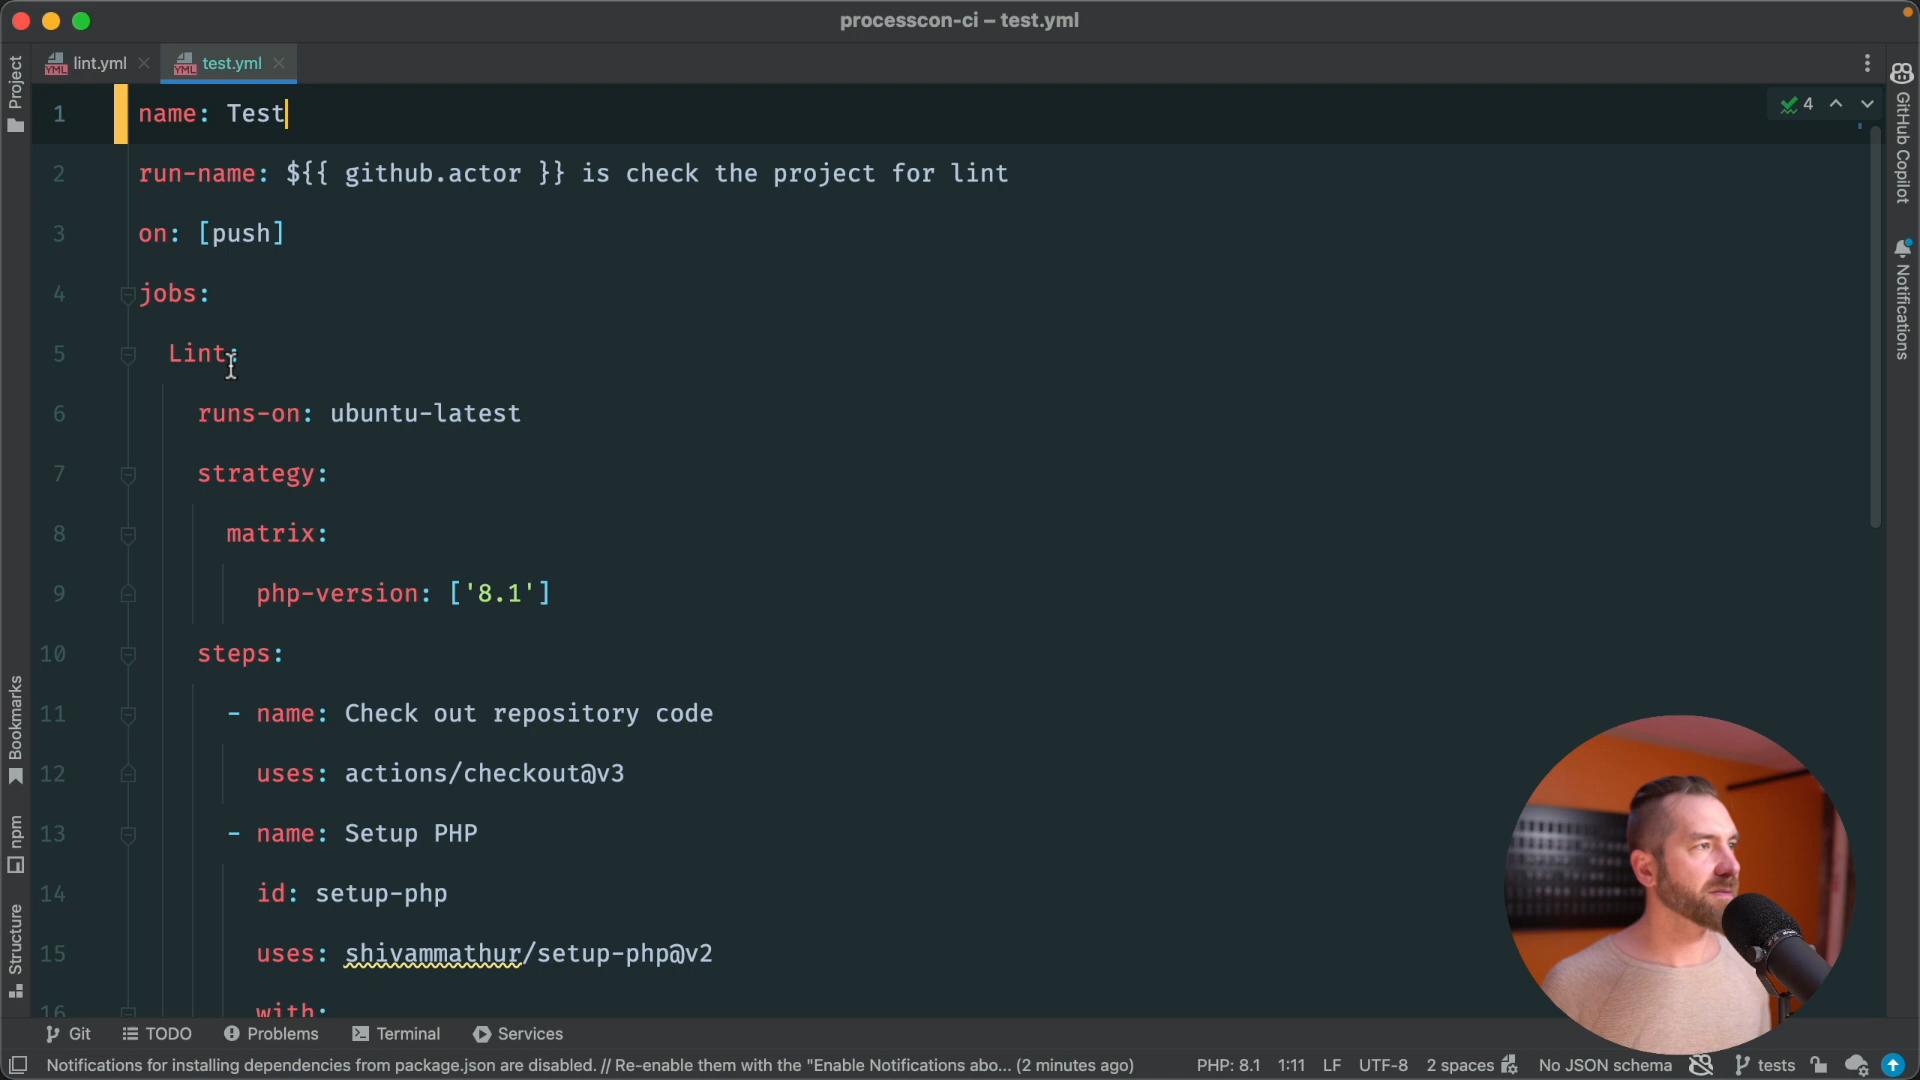 processcon-ci – test.yml
lint.yml
test.yml
Project
1 name: Test
4
2 run-name: ${{ github.actor }} is check the project for lint
3 on: [push]
4 jobs:
5 Lint:
6 runs-on: ubuntu-latest
7 strategy:
8 matrix:
9 php-version: ['8.1']
10 steps:
11 - name: Check out repository code
12 uses: actions/checkout@v3
13 - name: Setup PHP
14 id: setup-php
15 uses: shivammathur/setup-php@v2
16 with:
Bookmarks
npm
Structure
GitHub Copilot
Notifications
Git TODO Problems Terminal Services
Notifications for installing dependencies from package.json are disabled. // Re-enable them with the "Enable Notifications abo... (2 minutes ago) PHP: 8.1 1:11 LF UTF-8 2 spaces No JSON schema tests